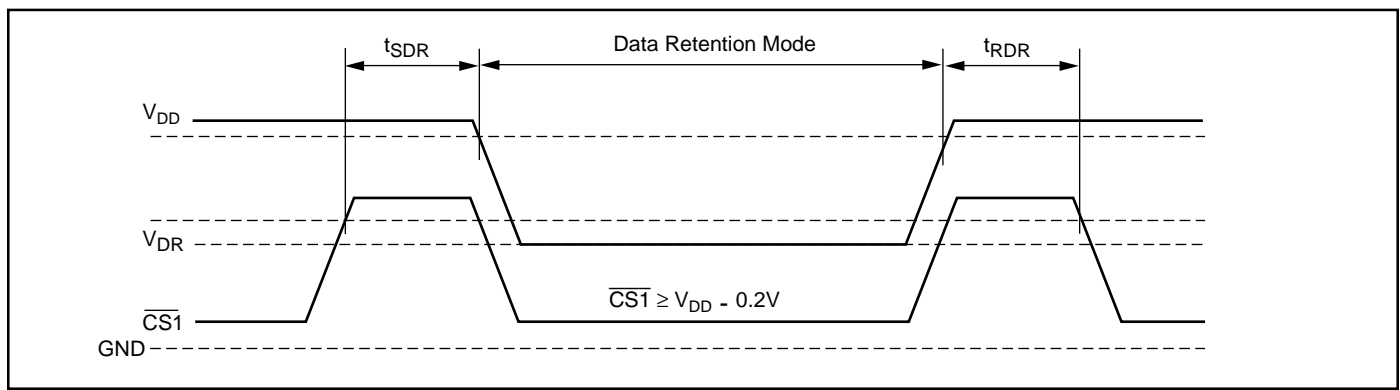 tSDR
Data Retention Mode
tRDR
VDD
VDR
CS1 ≥ VDD - 0.2V
CS1
GND